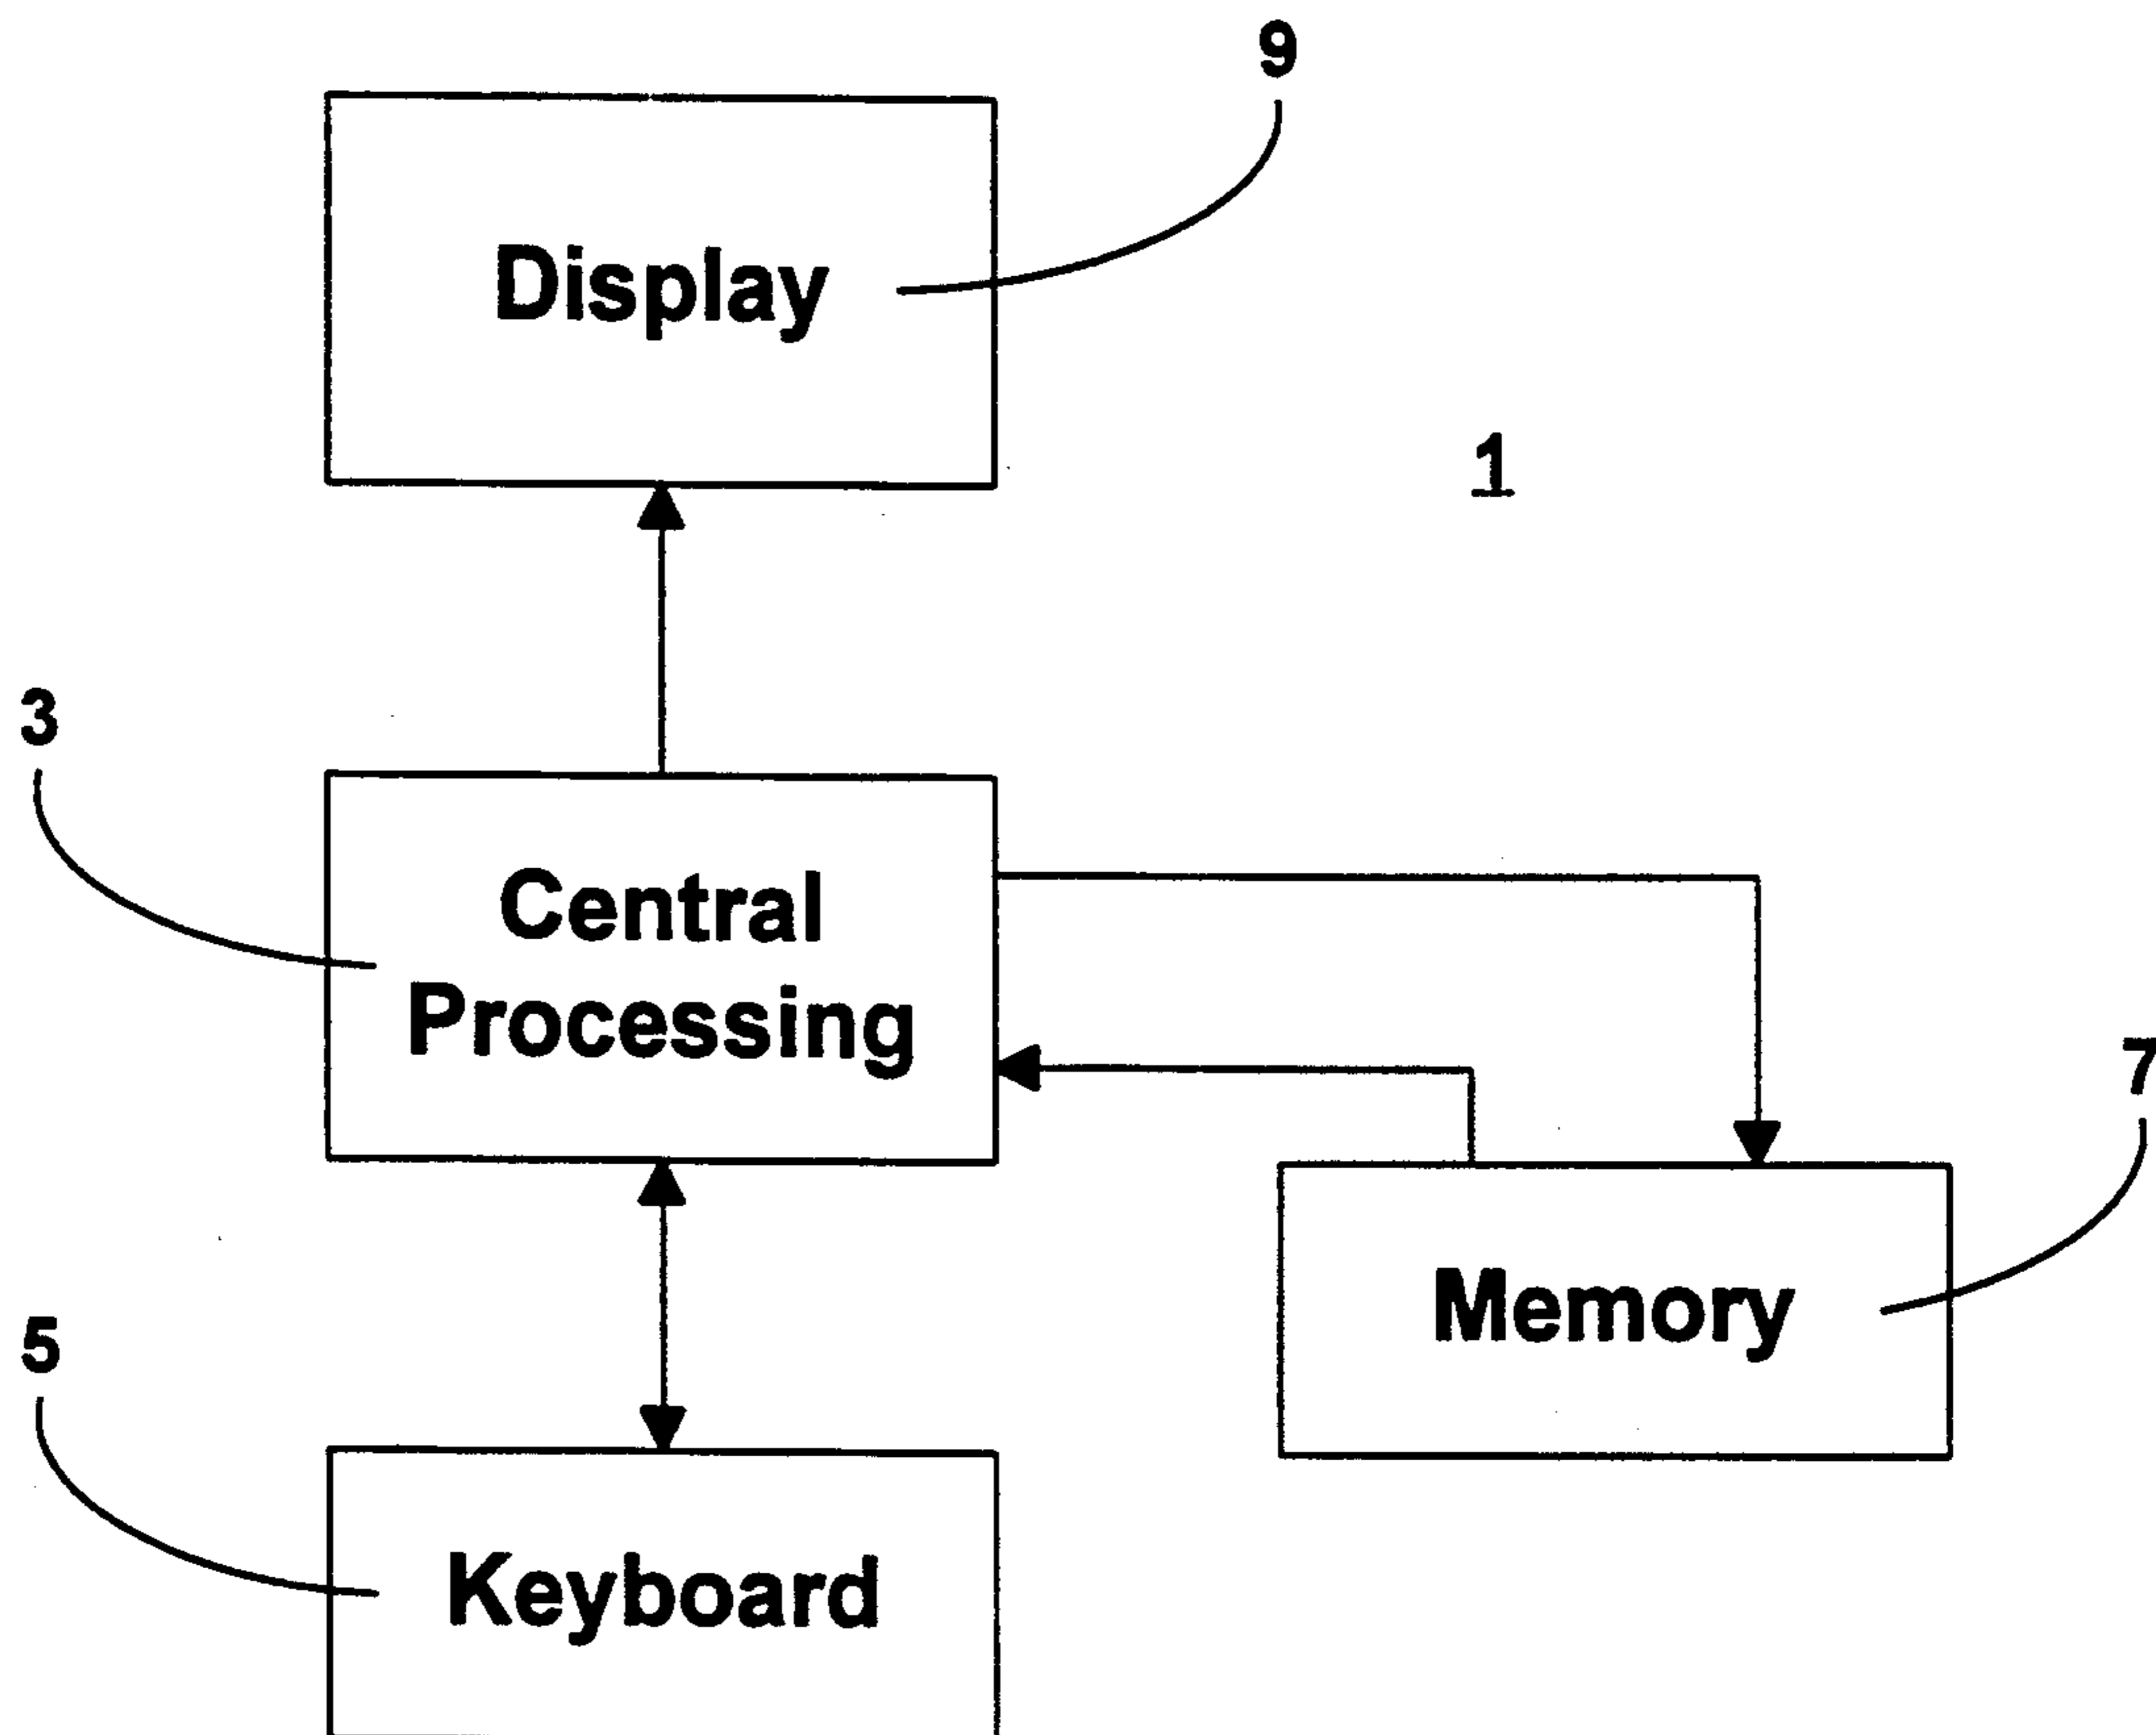 9
Display
1
3
Central
Processing
7
Memory
5
Keyboard